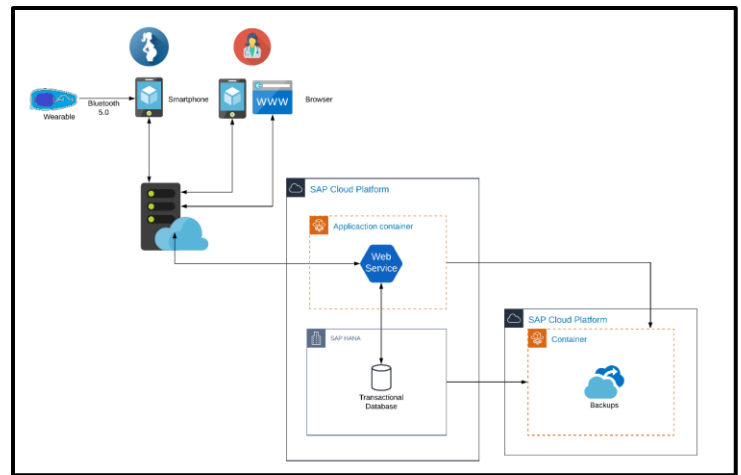 Wearable
Bluetooth
5.0
Smartphone
WWW
Browser
SAP Cloud Platform
Applicaction container
Web
Service
SAP HANA
Transactional
Database
SAP Cloud Platform
Container
Backups